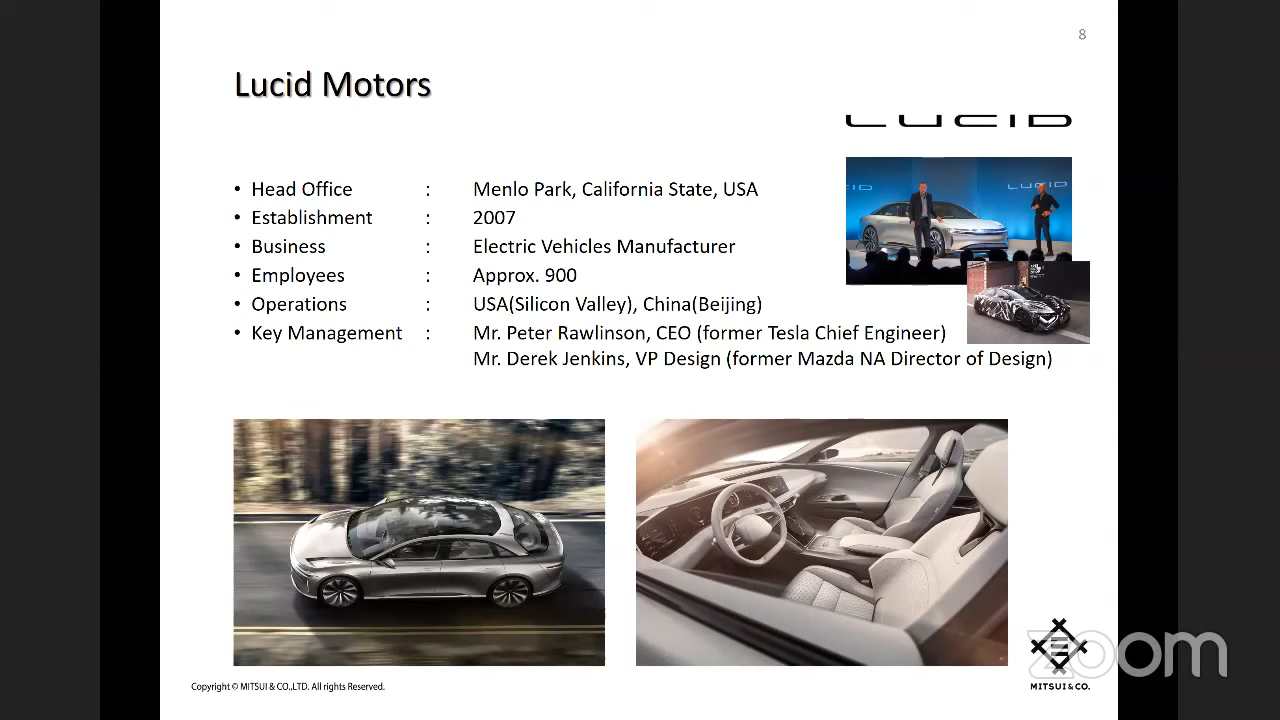 8
Lucid Motors
LUCID
• Head Office : Menlo Park, California State, USA
• Establishment : 2007
• Business : Electric Vehicles Manufacturer
• Employees : Approx. 900
• Operations : USA(Silicon Valley), China(Beijing)
• Key Management : Mr. Peter Rawlinson, CEO (former Tesla Chief Engineer)
Mr. Derek Jenkins, VP Design (former Mazda NA Director of Design)
LUCID
zoom
MITSUI & CO.
Copyright © MITSUI & CO.,LTD. All rights Reserved.